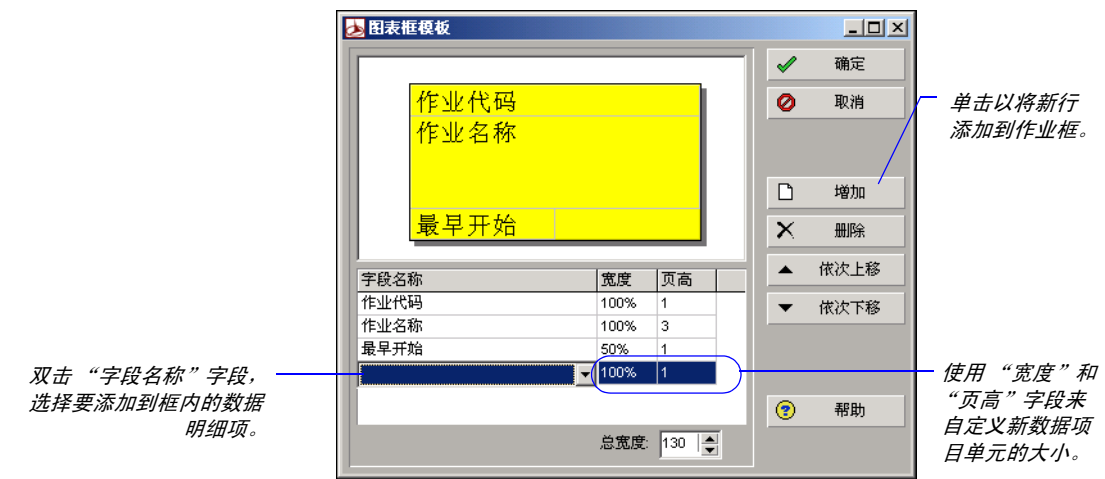 图表框模板
作业代码
作业名称
最早开始
确定
取消
增加
删除
依次上移
依次下移
帮助
字段名称 宽度 页高
作业代码 100% 1
作业名称 100% 3
最早开始 50% 1
100% 1
总宽度: 130
单击以将新行
添加到作业框。
双击 “字段名称”字段，
选择要添加到框内的数据
明细项。
使用 “宽度”和
“页高”字段来
自定义新数据项
目单元的大小。